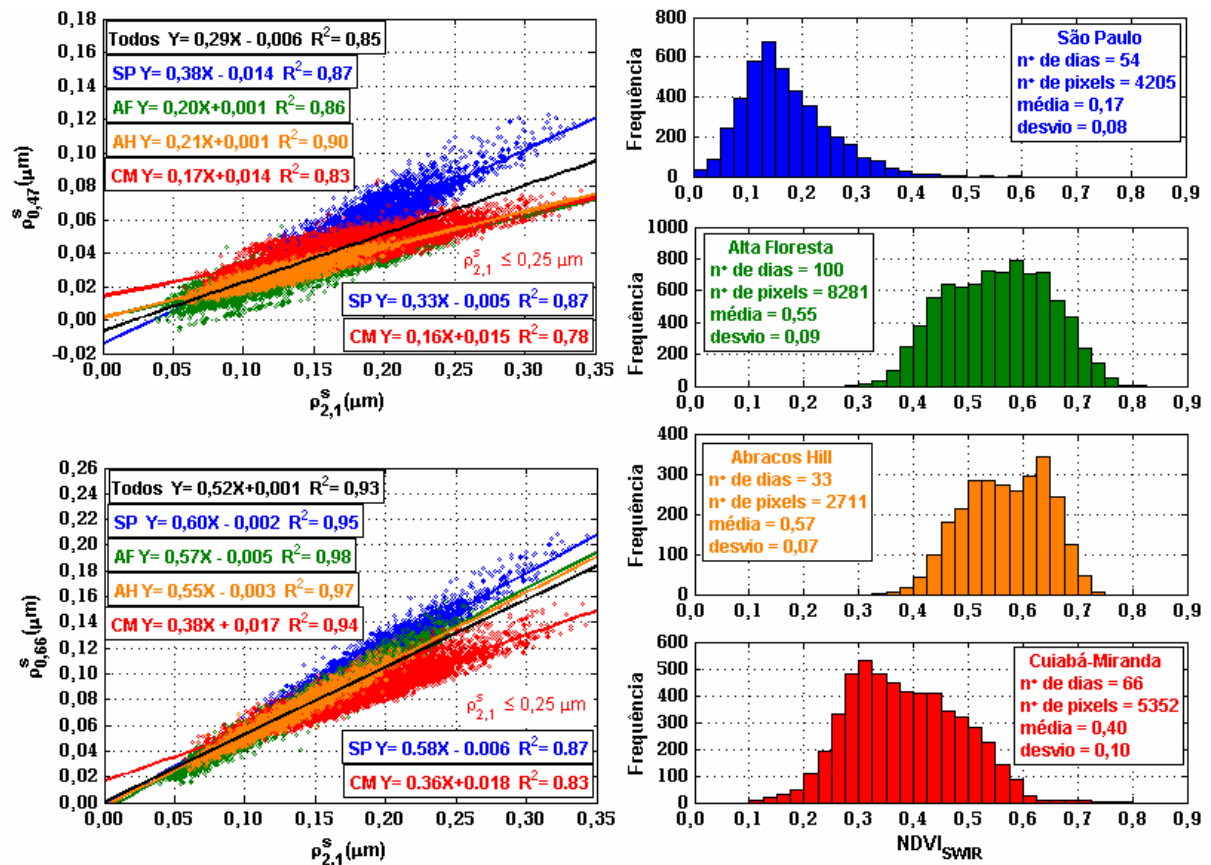 0,18
0,16
0,14
0,12
0,10
0,08
0,06
0,04
0,02
0,00
-0,02
ρˢ0,47(μm)
Todos Y= 0,29X - 0,006 R²= 0,85
SP Y= 0,38X - 0,014 R²= 0,87
AF Y= 0,20X+0,001 R²= 0,86
AH Y= 0,21X+0,001 R²= 0,90
CM Y= 0,17X+0,014 R²= 0,83
ρˢ2,1 ≤ 0,25 μm
SP Y= 0,33X - 0,005 R²= 0,87
CM Y= 0,16X+0,015 R²= 0,78
0,00 0,05 0,10 0,15 0,20 0,25 0,30 0,35
ρˢ2,1(μm)
0,26
0,24
0,22
0,20
0,18
0,16
0,14
0,12
0,10
0,08
0,06
0,04
0,02
0,00
ρˢ0,66(μm)
Todos Y= 0,52X+0,001 R²= 0,93
SP Y= 0,60X - 0,002 R²= 0,95
AF Y= 0,57X - 0,005 R²= 0,98
AH Y= 0,55X - 0,003 R²= 0,97
CM Y= 0,38X + 0,017 R²= 0,94
ρˢ2,1 ≤ 0,25 μm
SP Y= 0.58X - 0.006 R²= 0.87
CM Y= 0.36X+0.018 R²= 0.83
0,00 0,05 0,10 0,15 0,20 0,25 0,30 0,35
ρˢ2,1(μm)
800
600
400
200
0
Frequência
São Paulo
nº de dias = 54
nº de pixels = 4205
média = 0,17
desvio = 0,08
0,0 0,1 0,2 0,3 0,4 0,5 0,6 0,7 0,8 0,9
1000
800
600
400
200
0
Frequência
Alta Floresta
nº de dias = 100
nº de pixels = 8281
média = 0,55
desvio = 0,09
0,0 0,1 0,2 0,3 0,4 0,5 0,6 0,7 0,8 0,9
400
300
200
100
0
Frequência
Abracos Hill
nº de dias = 33
nº de pixels = 2711
média = 0,57
desvio = 0,07
0,0 0,1 0,2 0,3 0,4 0,5 0,6 0,7 0,8 0,9
600
500
400
300
200
100
0
Frequência
Cuiabá-Miranda
nº de dias = 66
nº de pixels = 5352
média = 0,40
desvio = 0,10
0,0 0,1 0,2 0,3 0,4 0,5 0,6 0,7 0,8 0,9
NDVI SWIR